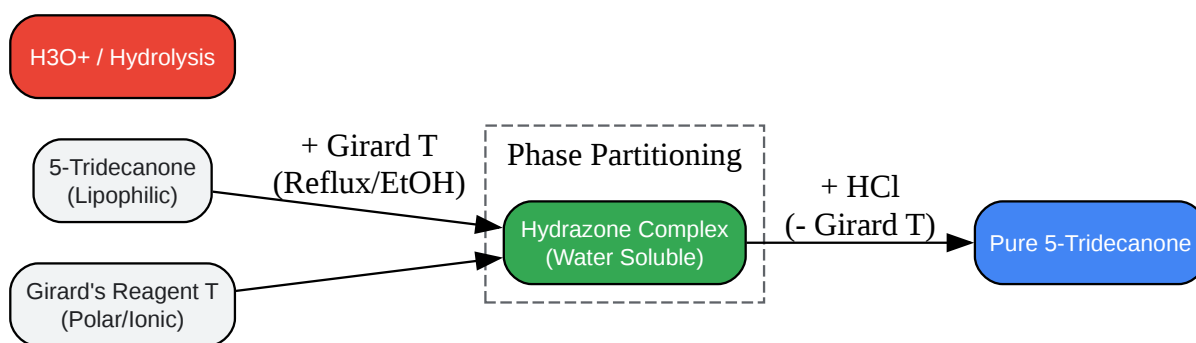 H3O+ / Hydrolysis
5-Tridecanone
(Lipophilic)
+ Girard T
(Reflux/EtOH)
Phase Partitioning
Hydrazone Complex
(Water Soluble)
+ HCl
(- Girard T)
Pure 5-Tridecanone
Girard's Reagent T
(Polar/Ionic)